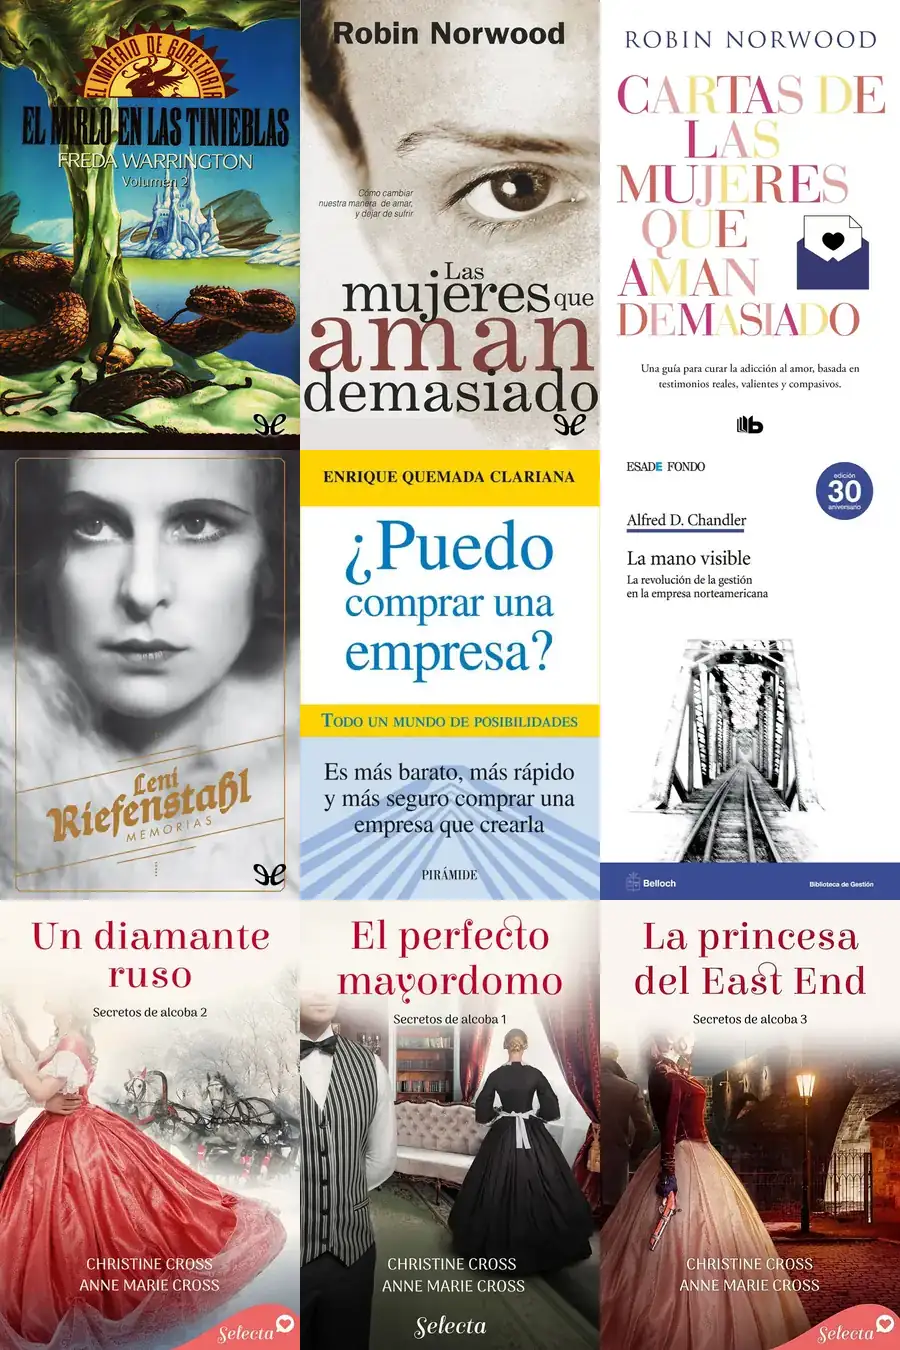 EL IMPERIO DE GORETHRIA
EL MIRLO EN LAS TINIEBLAS
FREDA WARRINGTON
Volumen 2
Robin Norwood
Cómo cambiar
nuestra manera de amar,
y dejar de sufrir
Las
mujeres que
aman
demasiado
ROBIN NORWOOD
CARTAS DE
LAS
MUJERES
QUE
AMAN
DEMASIADO
Una guía para curar la adicción al amor, basada en
testimonios reales, valientes y compasivos.
b
Leni
Riefenstahl
MEMORIAS
ENRIQUE QUEMADA CLARIANA
¿Puedo
comprar una
empresa?
TODO UN MUNDO DE POSIBILIDADES
Es más barato, más rápido
y más seguro comprar una
empresa que crearla
PIRÁMIDE
ESADE FONDO
edición
30
aniversario
Alfred D. Chandler
La mano visible
La revolución de la gestión
en la empresa norteamericana
Belloch
Biblioteca de Gestión
Un diamante
ruso
Secretos de alcoba 2
CHRISTINE CROSS
ANNE MARIE CROSS
Selecta
El perfecto
mayordomo
Secretos de alcoba 1
CHRISTINE CROSS
ANNE MARIE CROSS
Selecta
La princesa
del East End
Secretos de alcoba 3
CHRISTINE CROSS
ANNE MARIE CROSS
Selecta